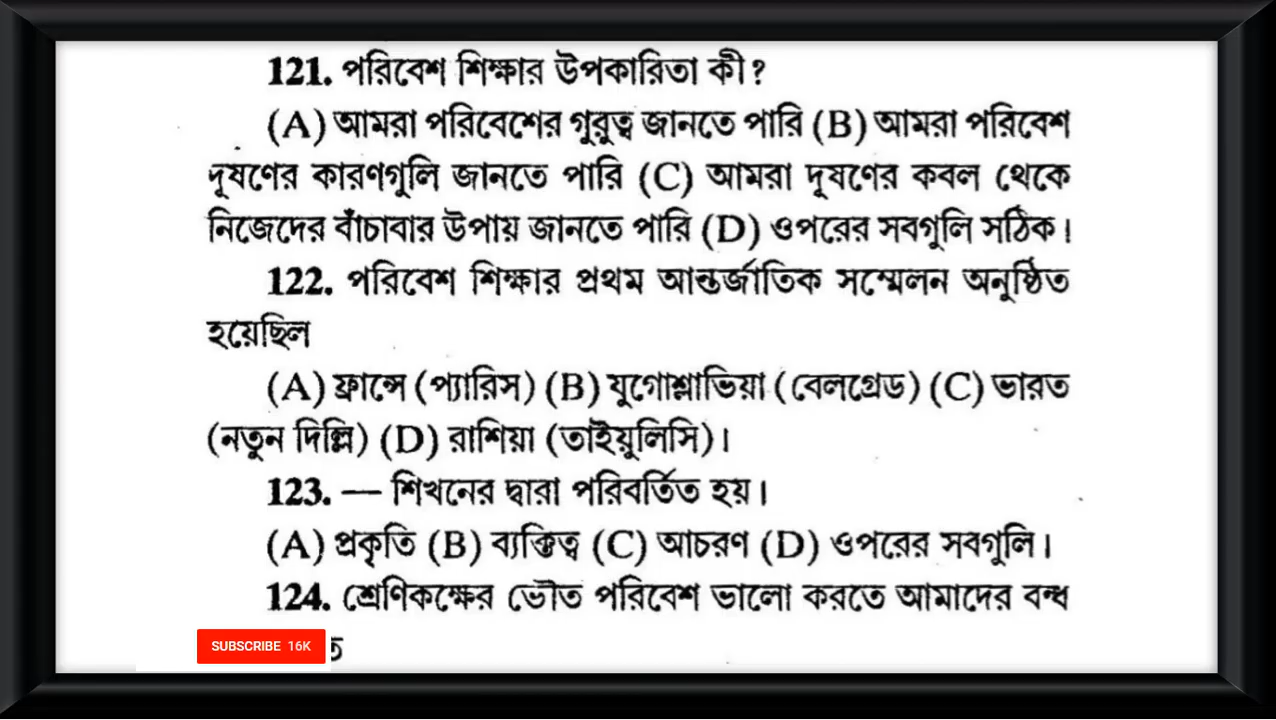 121. পরিবেশ শিক্ষার উপকারিতা কী?
(A) আমরা পরিবেশের গুরুত্ব জানতে পারি (B) আমরা পরিবেশ
দূষণের কারণগুলি জানতে পারি (C) আমরা দূষণের কবল থেকে
নিজেদের বাঁচাবার উপায় জানতে পারি (D) ওপরের সবগুলি সঠিক।
122. পরিবেশ শিক্ষার প্রথম আন্তর্জাতিক সম্মেলন অনুষ্ঠিত
হয়েছিল
(A) ফ্রান্সে (প্যারিস) (B) যুগোশ্লাভিয়া (বেলগ্রেড) (C) ভারত
(নতুন দিল্লি) (D) রাশিয়া (তাইয়ুলিসি)।
123. — শিখনের দ্বারা পরিবর্তিত হয়।
(A) প্রকৃতি (B) ব্যক্তিত্ব (C) আচরণ (D) ওপরের সবগুলি।
124. শ্রেণিকক্ষের ভৌত পরিবেশ ভালো করতে আমাদের বন্ধ
SUBSCRIBE 16K